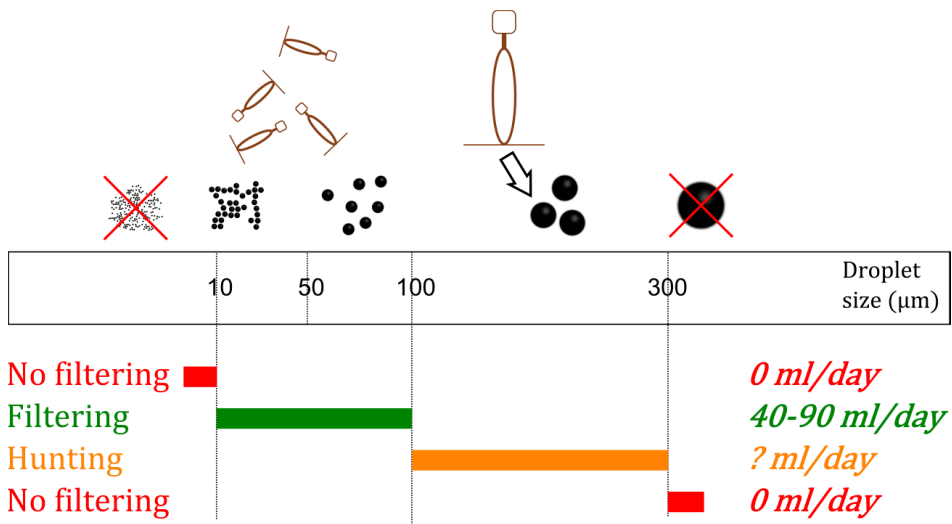 10 50 100 300 Droplet
size (μm)
No filtering 0 ml/day
Filtering 40-90 ml/day
Hunting ? ml/day
No filtering 0 ml/day